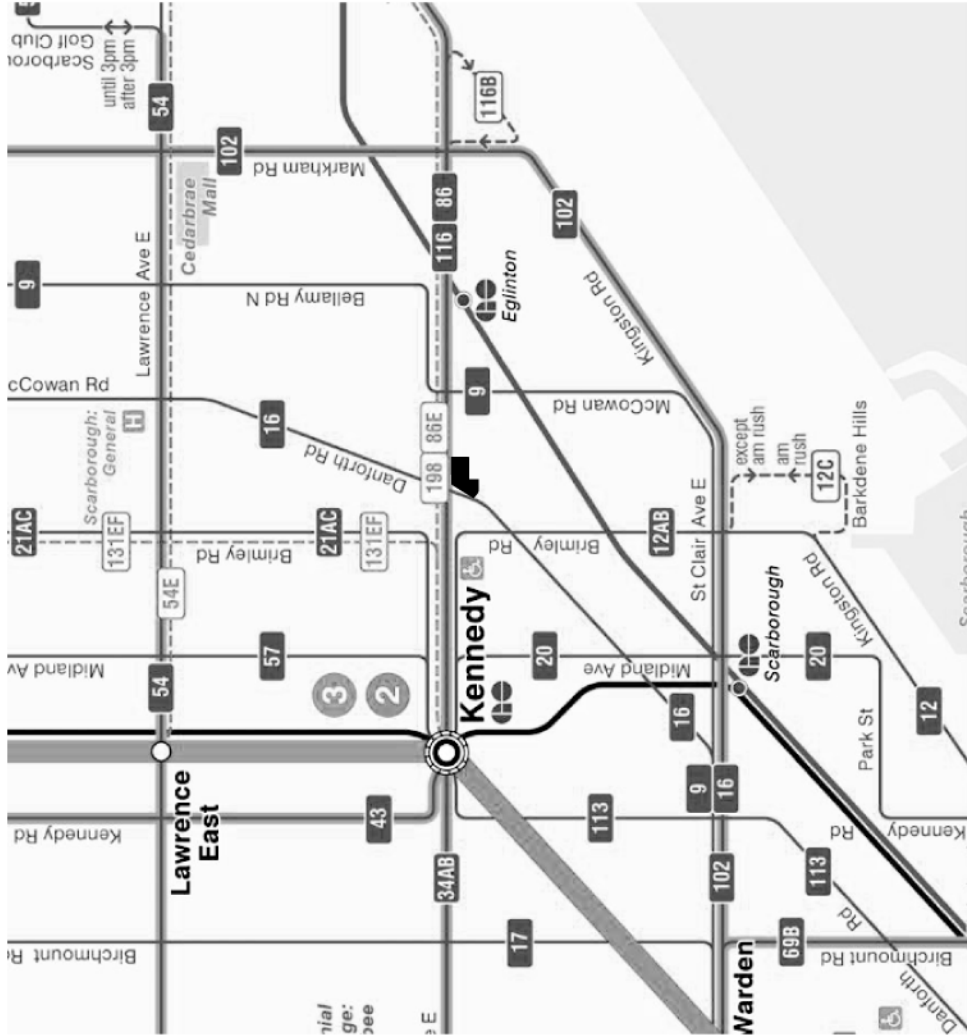 Scarborou
Golf Club
until 3pm
after 3pm
54
102
Markham Rd
116B
Cedarbrae
Mall
86
116
102
Lawrence Ave E
9
Bellamy Rd N
Eglinton
Kingston Rd
cCowan Rd
Scarborough:
General
H
16
Danforth Rd
86E
198
9
McCowan Rd
except
am rush
am
rush
12C
Barkdene Hills
21AC
131EF
Brimley Rd
21AC
131EF
Brimley Rd
12AB
St Clair Ave E
Kingston Rd
54E
Midland Av
57
54
3
2
Kennedy
20
Midland Ave
16
Scarborough
20
12
Park St
Lawrence
East
Kennedy Rd
43
34AB
113
9
16
102
113
Rd
Kennedy
17
Birchmount Rd
Warden
69B
Birchmount Rd
Rd
Danforth
nial
ge:
pee
e E
Scarborough